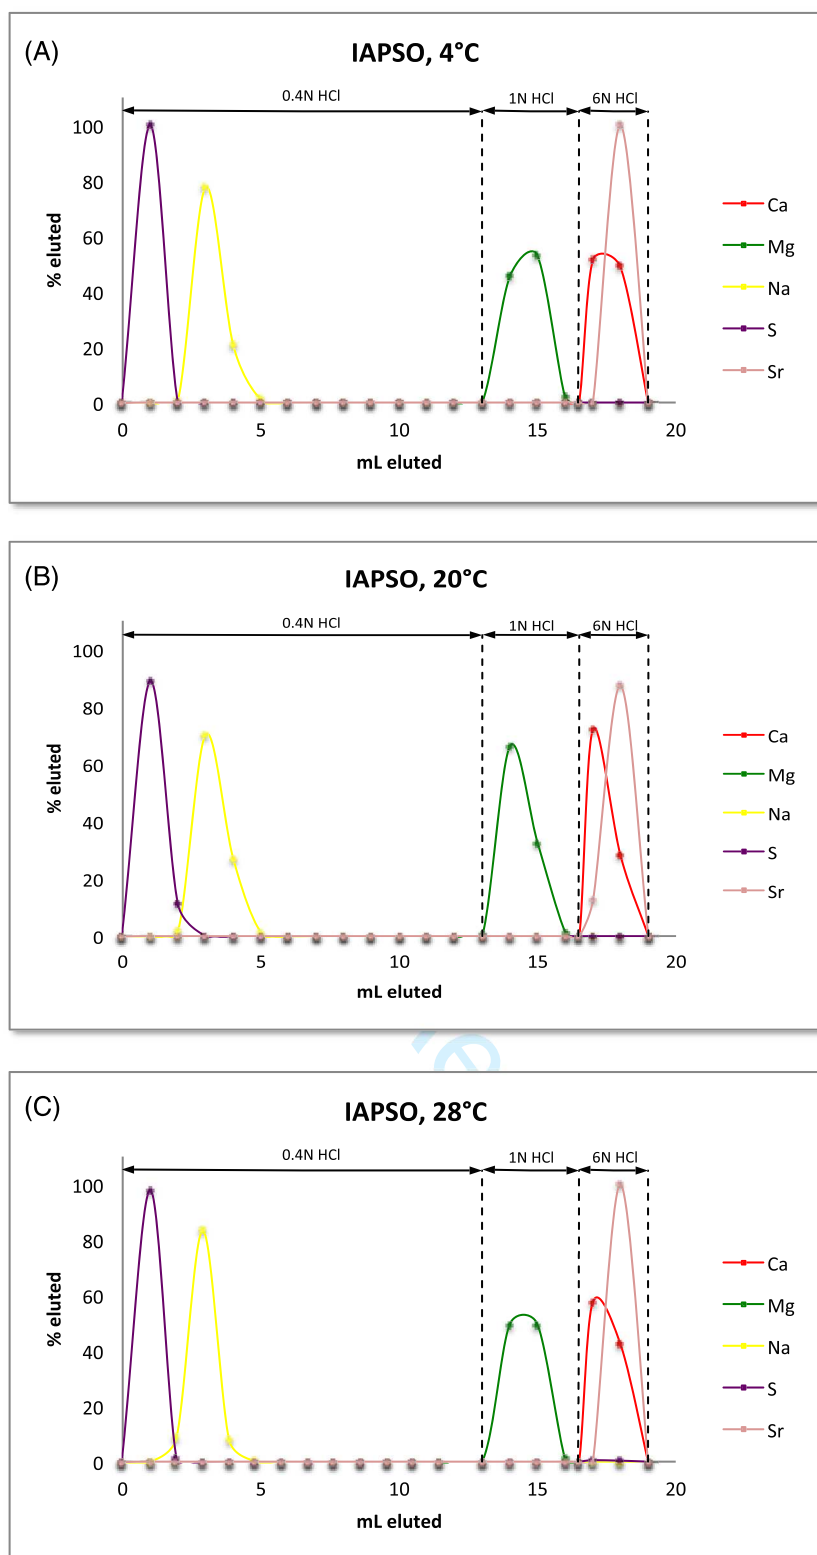 (A)
IAPSO, 4°C
0.4N HCl
1N HCl
6N HCl
100
80
60
40
20
0
% eluted
0
5
10
15
20
mL eluted
Ca
Mg
Na
S
Sr
(B)
IAPSO, 20°C
0.4N HCl
1N HCl
6N HCl
100
80
60
40
20
0
% eluted
0
5
10
15
20
mL eluted
Ca
Mg
Na
S
Sr
(C)
IAPSO, 28°C
0.4N HCl
1N HCl
6N HCl
100
80
60
40
20
0
% eluted
0
5
10
15
20
mL eluted
Ca
Mg
Na
S
Sr